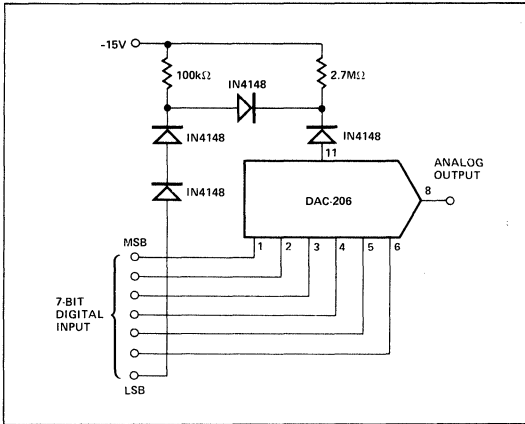 -15V
100kΩ
2.7MΩ
IN4148
IN4148
IN4148
11
IN4148
ANALOG
OUTPUT
8
DAC-206
MSB
1 2 3 4 5 6
7-BIT
DIGITAL
INPUT
LSB